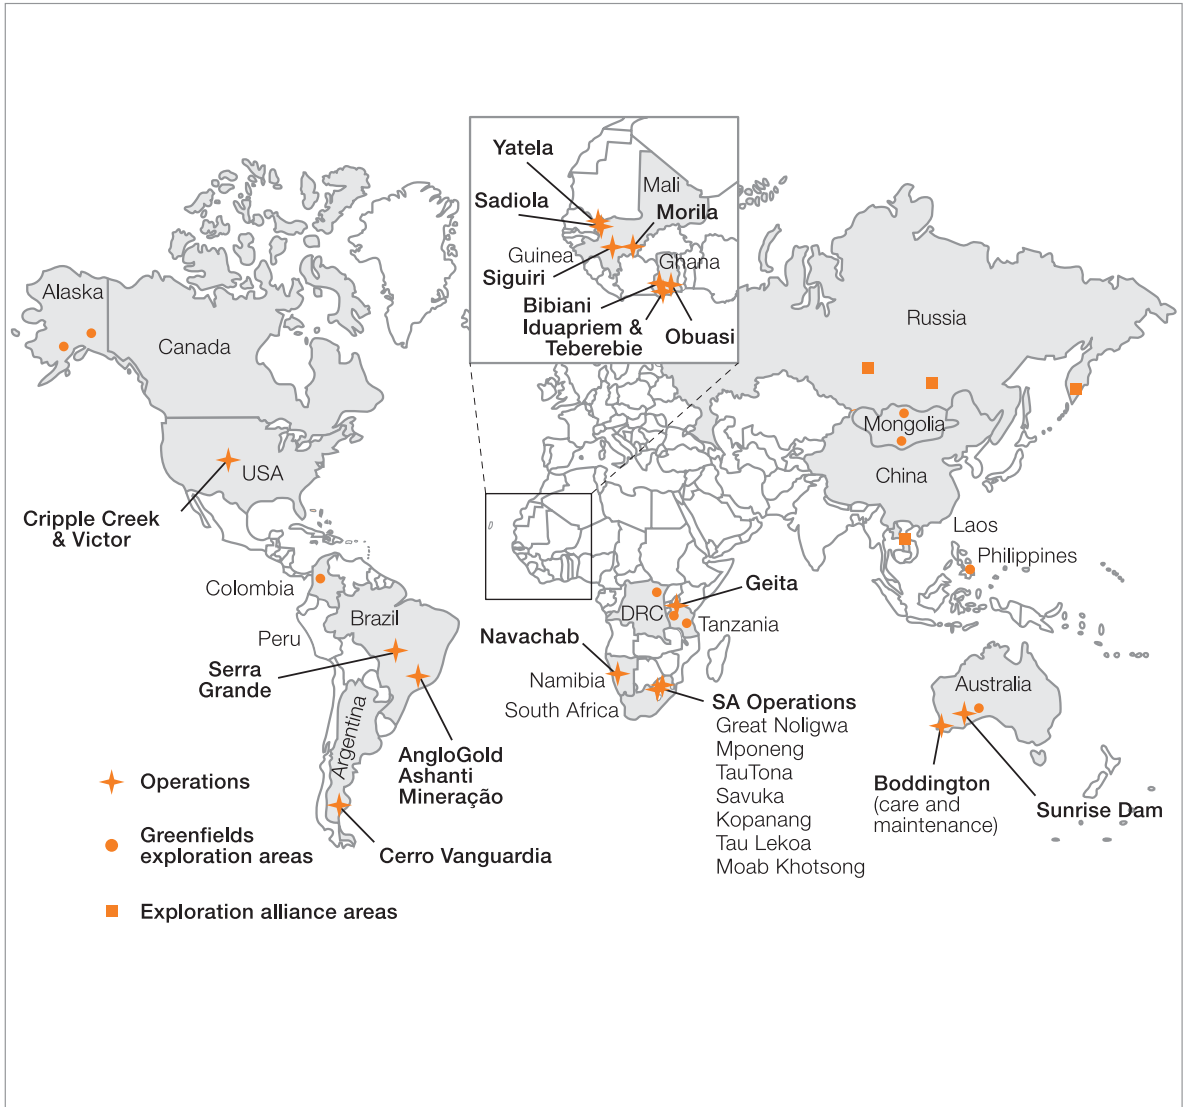 Yatela
Mali
Sadiola
Morila
Guinea
Ghana
Siguiri
Bibiani
Iduapriem &
Teberebie
Obuasi
Alaska
Canada
Russia
Mongolia
USA
China
Cripple Creek
& Victor
Laos
Philippines
Colombia
Geita
Brazil
DRC
Tanzania
Peru
Navachab
Serra
Grande
Namibia
Australia
South Africa
SA Operations
Great Noligwa
Mponeng
TauTona
Savuka
Kopanang
Tau Lekoa
Moab Khotsong
Argentina
AngloGold
Ashanti
Mineração
Boddington
(care and
maintenance)
Sunrise Dam
Cerro Vanguardia
Operations
Greenfields
exploration areas
Exploration alliance areas